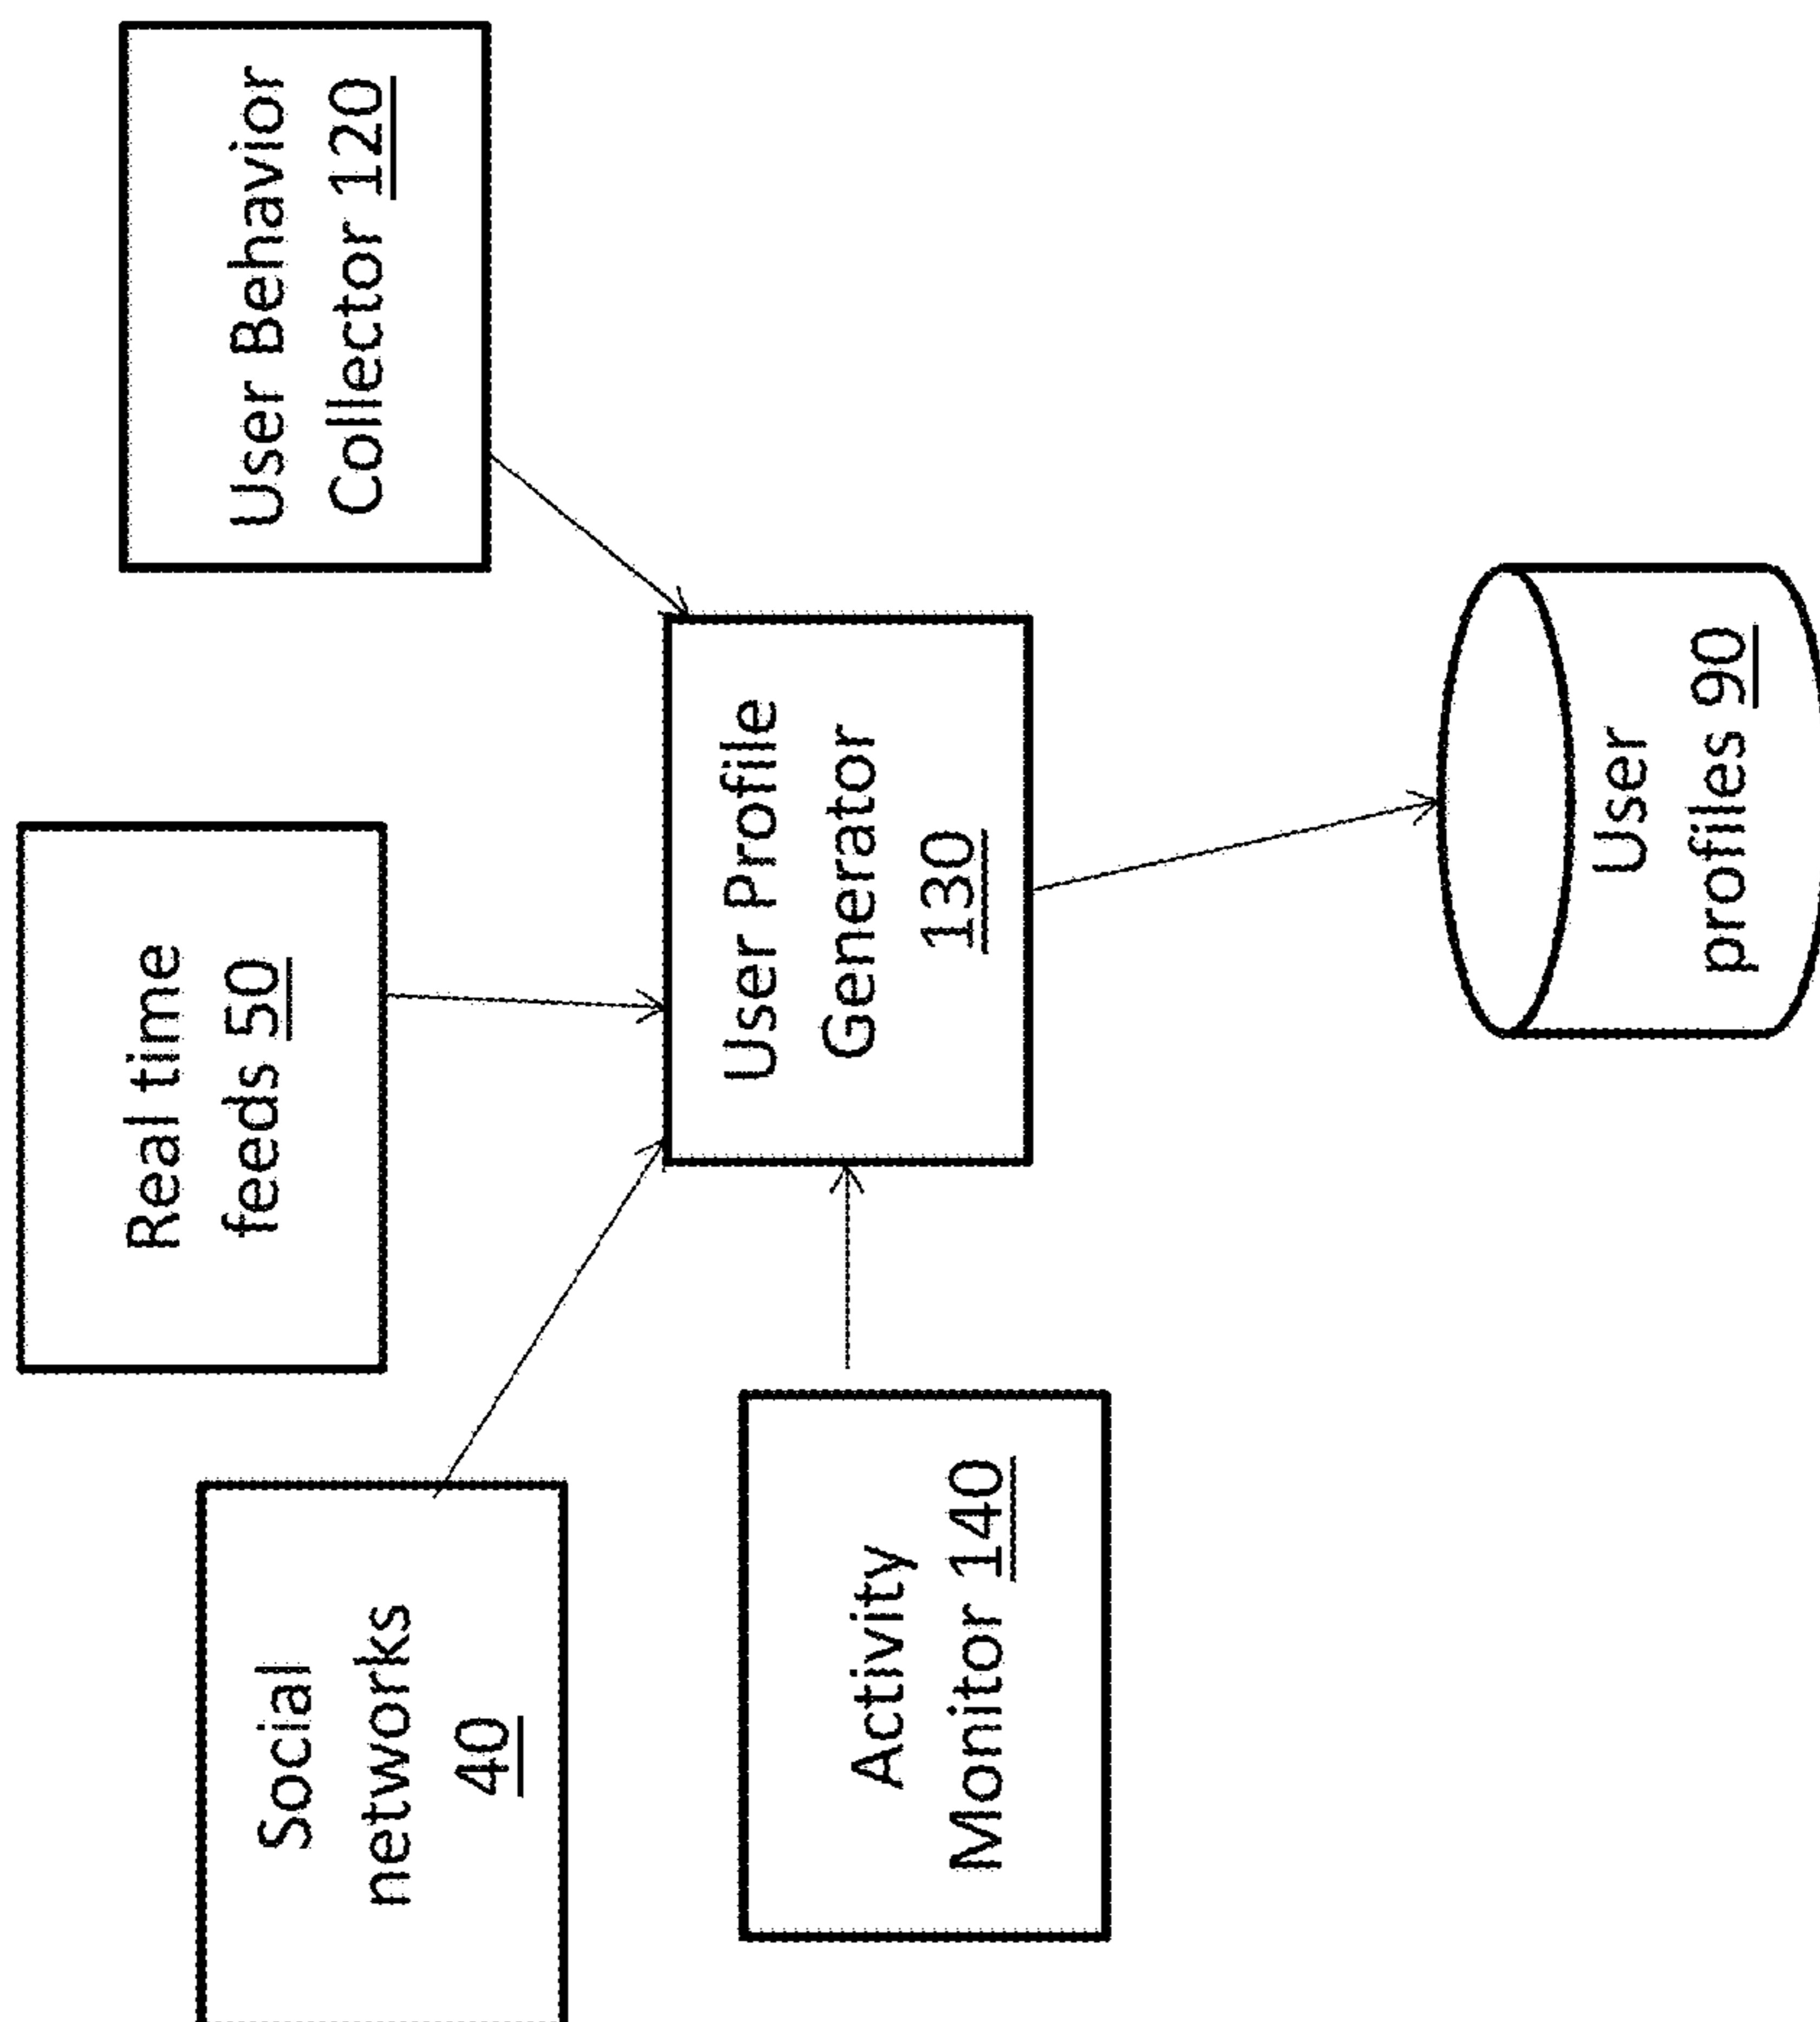 Social
networks
40
Real time
feeds 50
User Behavior
Collector 120
Activity
Monitor 140
User Profile
Generator
130
User
profiles 90